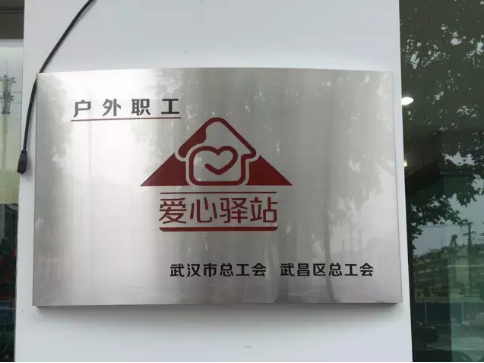 户外职工
爱心驿站
武汉市总工会 武昌区总工会